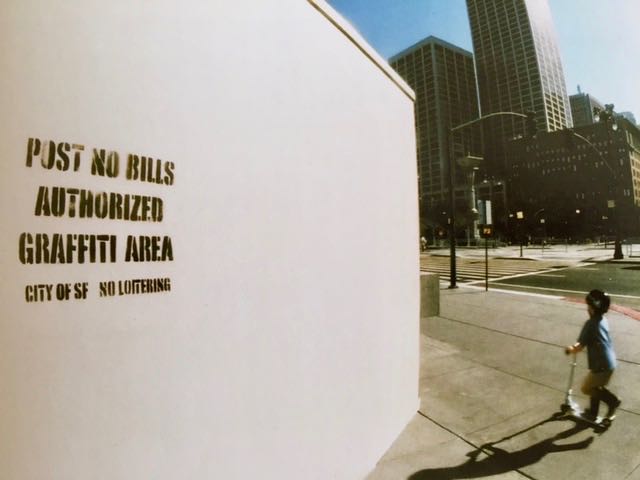 POST NO BILLS
AUTHORIZED
GRAFFITI AREA
CITY OF SF NO LOITERING